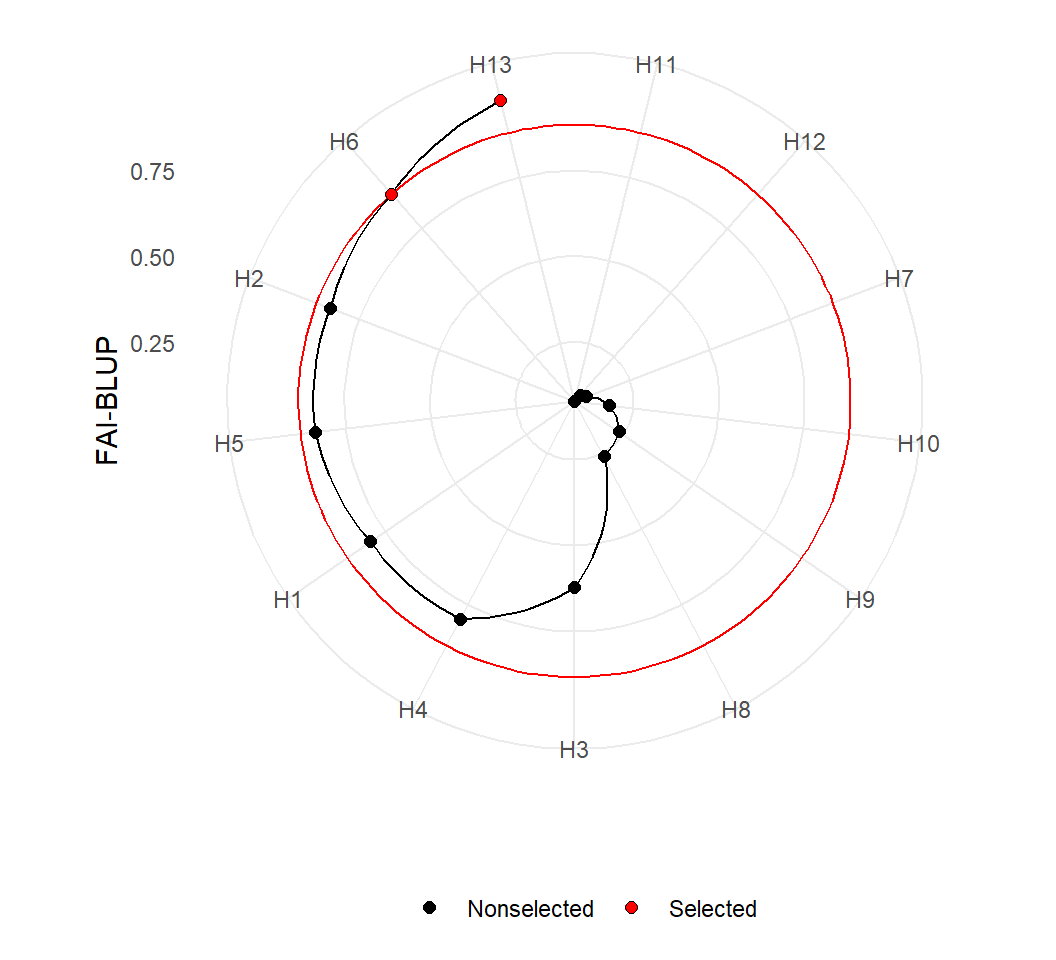 H13
H11
H6
H12
0.75
0.50
H2
H7
0.25
FAI-BLUP
H5
H10
H1
H9
H4
H8
H3
Nonselected
Selected